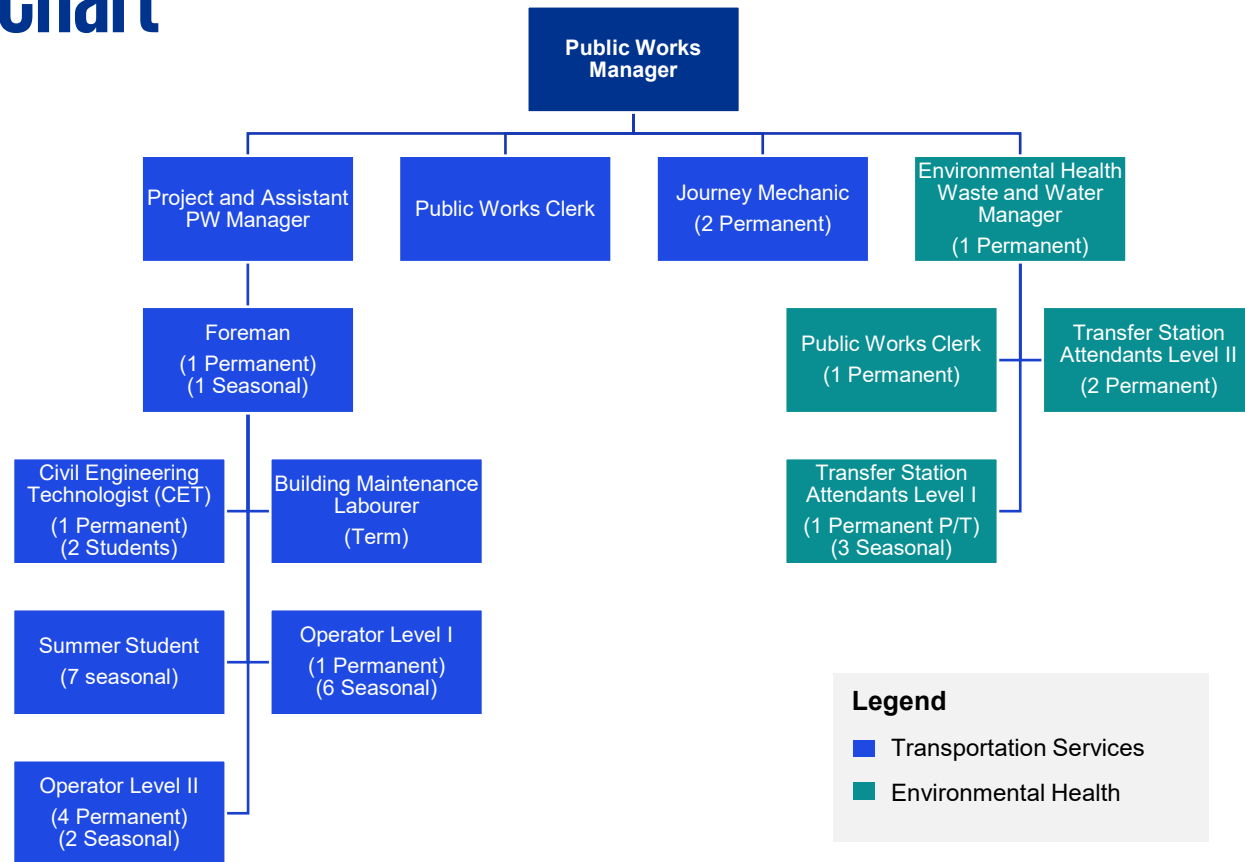 Chart
Public Works
Manager
Project and Assistant
PW Manager
Public Works Clerk
Journey Mechanic
(2 Permanent)
Environmental Health
Waste and Water
Manager
(1 Permanent)
Foreman
(1 Permanent)
(1 Seasonal)
Public Works Clerk
(1 Permanent)
Transfer Station
Attendants Level II
(2 Permanent)
Civil Engineering
Technologist (CET)
(1 Permanent)
(2 Students)
Building Maintenance
Labourer
(Term)
Transfer Station
Attendants Level I
(1 Permanent P/T)
(3 Seasonal)
Summer Student
(7 seasonal)
Operator Level I
(1 Permanent)
(6 Seasonal)
Operator Level II
(4 Permanent)
(2 Seasonal)
Legend
Transportation Services
Environmental Health